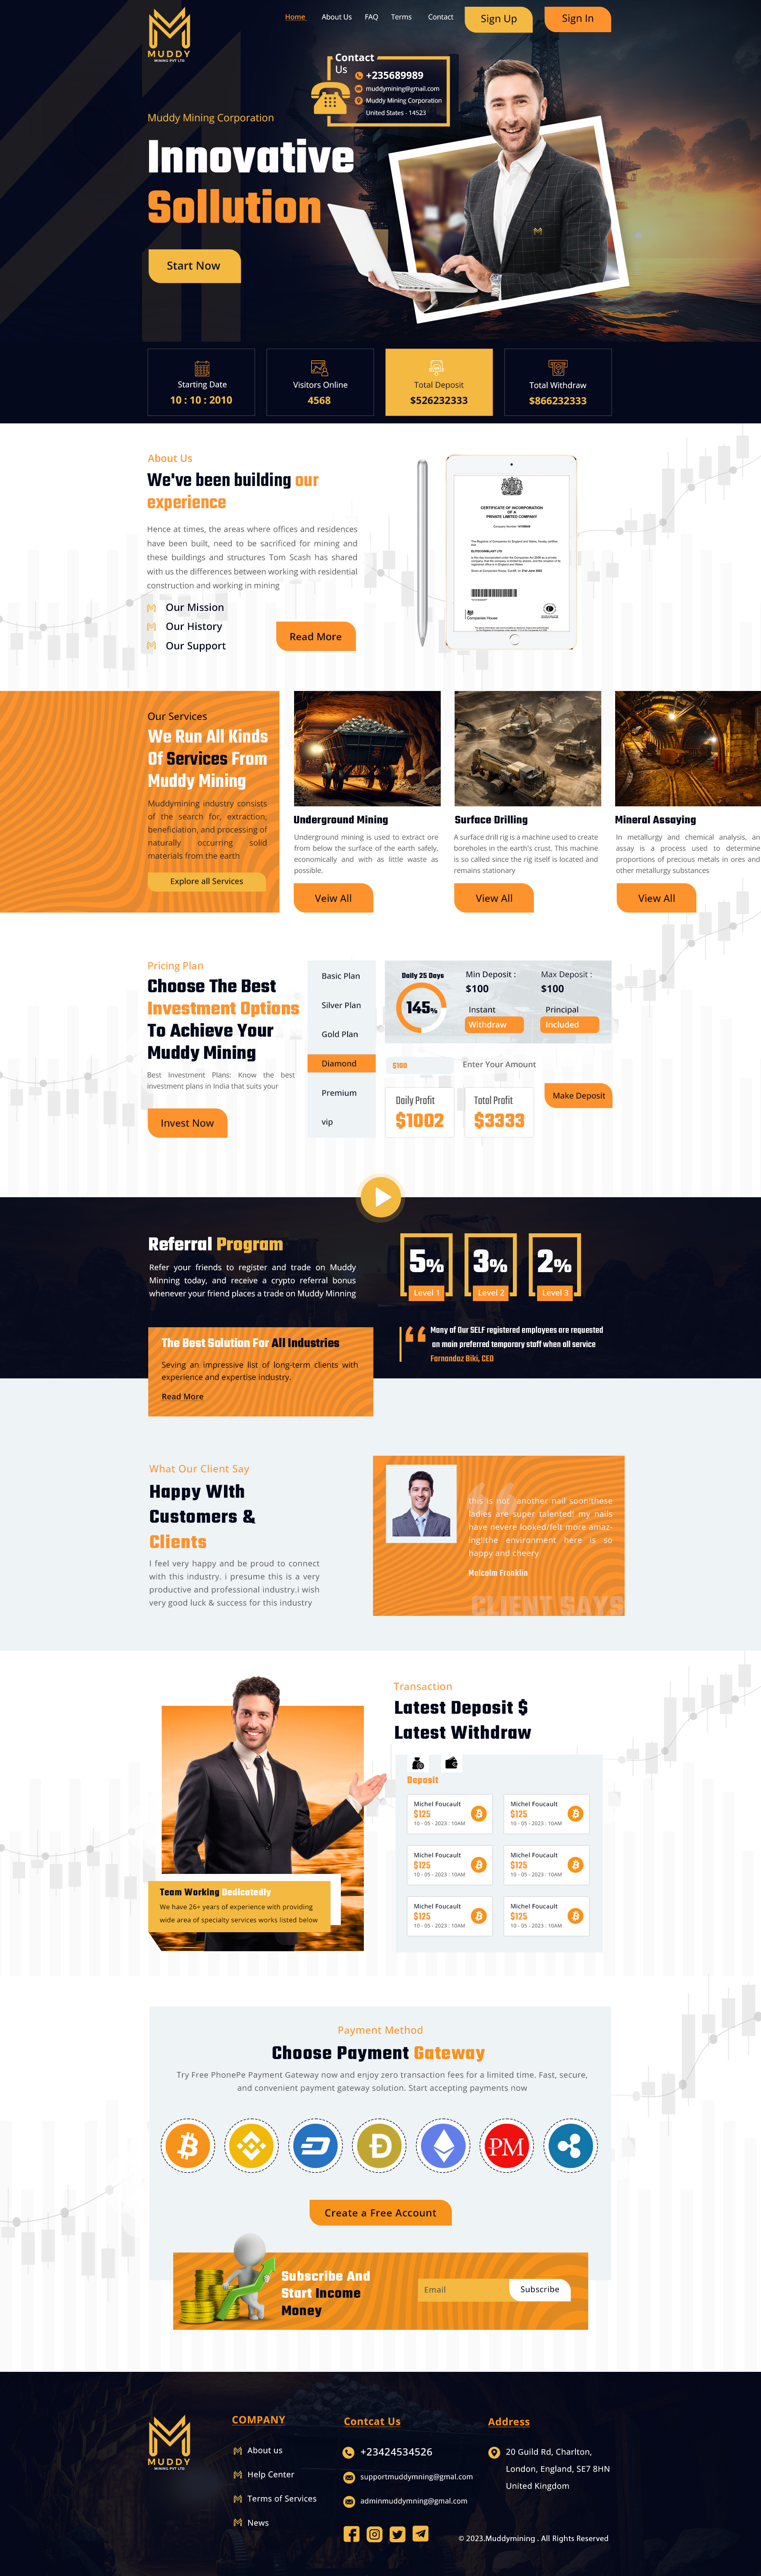 MUDDY
MINING PVT LTD
Home About Us FAQ Terms Contact Sign Up Sign In
Contact
Us
+235689989
muddymining@gmail.com
Muddy Mining Corporation
United States - 14523
Muddy Mining Corporation
Innovative
Sollution
Start Now
Starting Date
10 : 10 : 2010
Visitors Online
4568
Total Deposit
$526232333
Total Withdraw
$866232333
About Us
We've been building our
experience
Hence at times, the areas where offices and residences
have been built, need to be sacrificed for mining and
these buildings and structures Tom Scash has shared
with us the differences between working with residential
construction and working in mining
Our Mission
Our History
Our Support
Read More
CERTIFICATE OF INCORPORATION
OF A
PRIVATE LIMITED COMPANY
Companies House
Our Services
We Run All Kinds
Of Services From
Muddy Mining
Muddymining industry consists
of the search for, extraction,
beneficiation, and processing of
naturally occurring solid
materials from the earth
Explore all Services
Underground Mining
Underground mining is used to extract ore
from below the surface of the earth safely,
economically and with as little waste as
possible.
Veiw All
Surface Drilling
A surface drill rig is a machine used to create
boreholes in the earth's crust. This machine
is so called since the rig itself is located and
remains stationary
View All
Mineral Assaying
In metallurgy and chemical analysis, an
assay is a process used to determine
proportions of precious metals in ores and
other metallurgy substances
View All
Pricing Plan
Choose The Best
Investment Options
To Achieve Your
Muddy Mining
Best Investment Plans: Know the best
investment plans in India that suits your
Invest Now
Basic Plan
Silver Plan
Gold Plan
Diamond
Premium
vip
Daily 25 Days
145%
Min Deposit :
$100
Max Deposit :
$100
Instant
Withdraw
Principal
Included
$100
Enter Your Amount
Daily Profit
$1002
Total Profit
$3333
Make Deposit
Referral Program
Refer your friends to register and trade on Muddy
Minning today, and receive a crypto referral bonus
whenever your friend places a trade on Muddy Minning
5%
Level 1
3%
Level 2
2%
Level 3
The Best Solution For All Industries
Seving an impressive list of long-term clients with
experience and expertise industry.
Read More
Many of Our SELF registered employees are requested
on main preferred temporary staff when all service
Farnandoz Biki, CEO
What Our Client Say
Happy WIth
Customers &
Clients
I feel very happy and be proud to connect
with this industry. i presume this is a very
productive and professional industry.i wish
very good luck & success for this industry
this is not another nail soon!these
ladies are super talented! my nails
have nevere looked/felt more amaz-
ing!!the environment here is so
happy and cheery
Malcolm Franklin
CLIENT SAYS
Transaction
Latest Deposit $
Latest Withdraw
Deposit
Michel Foucault
$125
10 - 05 - 2023 : 10AM
Michel Foucault
$125
10 - 05 - 2023 : 10AM
Michel Foucault
$125
10 - 05 - 2023 : 10AM
Michel Foucault
$125
10 - 05 - 2023 : 10AM
Michel Foucault
$125
10 - 05 - 2023 : 10AM
Michel Foucault
$125
10 - 05 - 2023 : 10AM
Team Working Dedicatedly
We have 26+ years of experience with providing
wide area of specialty services works listed below
Payment Method
Choose Payment Gateway
Try Free PhonePe Payment Gateway now and enjoy zero transaction fees for a limited time. Fast, secure,
and convenient payment gateway solution. Start accepting payments now
PM
Create a Free Account
Subscribe And
Start Income
Money
Email
Subscribe
MUDDY
MINING PVT LTD
COMPANY
About us
Help Center
Terms of Services
News
Contcat Us
+23424534526
supportmuddymning@gmal.com
adminmuddymning@gmal.com
Address
20 Guild Rd, Charlton,
London, England, SE7 8HN
United Kingdom
© 2023.Muddymining . All Rights Reserved